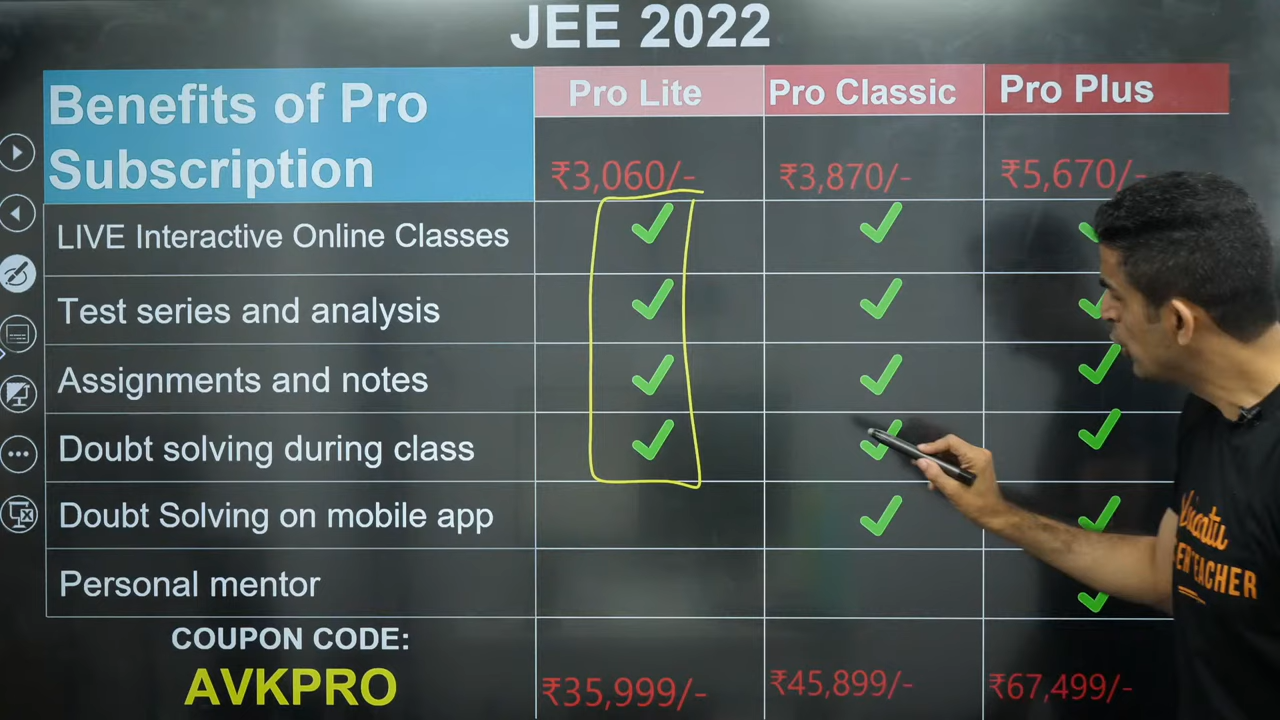 JEE 2022
Benefits of Pro Subscription
Pro Lite
Pro Classic
Pro Plus
₹3,060/-
₹3,870/-
₹5,670/-
LIVE Interactive Online Classes
Test series and analysis
Assignments and notes
Doubt solving during class
Doubt Solving on mobile app
Personal mentor
COUPON CODE:
AVKPRO
₹35,999/-
₹45,899/-
₹67,499/-